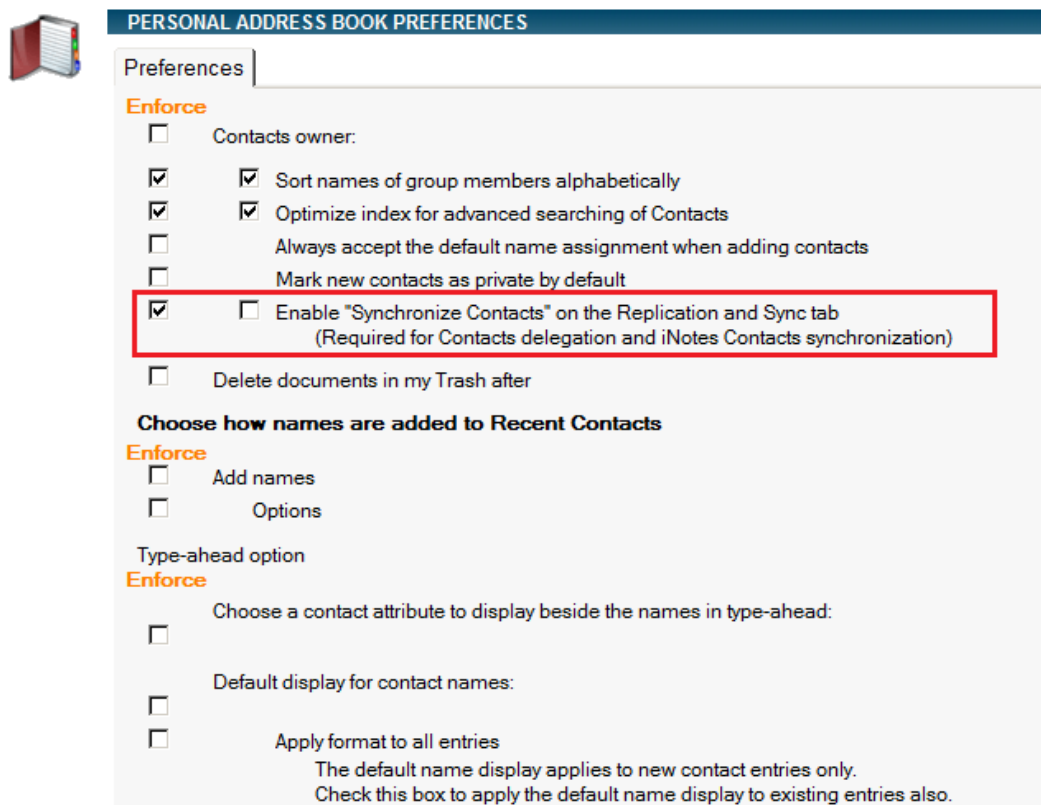 PERSONAL ADDRESS BOOK PREFERENCES
Preferences
Enforce
Contacts owner:
Sort names of group members alphabetically
Optimize index for advanced searching of Contacts
Always accept the default name assignment when adding contacts
Mark new contacts as private by default
Enable "Synchronize Contacts" on the Replication and Sync tab
(Required for Contacts delegation and iNotes Contacts synchronization)
Delete documents in my Trash after
Choose how names are added to Recent Contacts
Enforce
Add names
Options
Type-ahead option
Enforce
Choose a contact attribute to display beside the names in type-ahead:
Default display for contact names:
Apply format to all entries
The default name display applies to new contact entries only.
Check this box to apply the default name display to existing entries also.